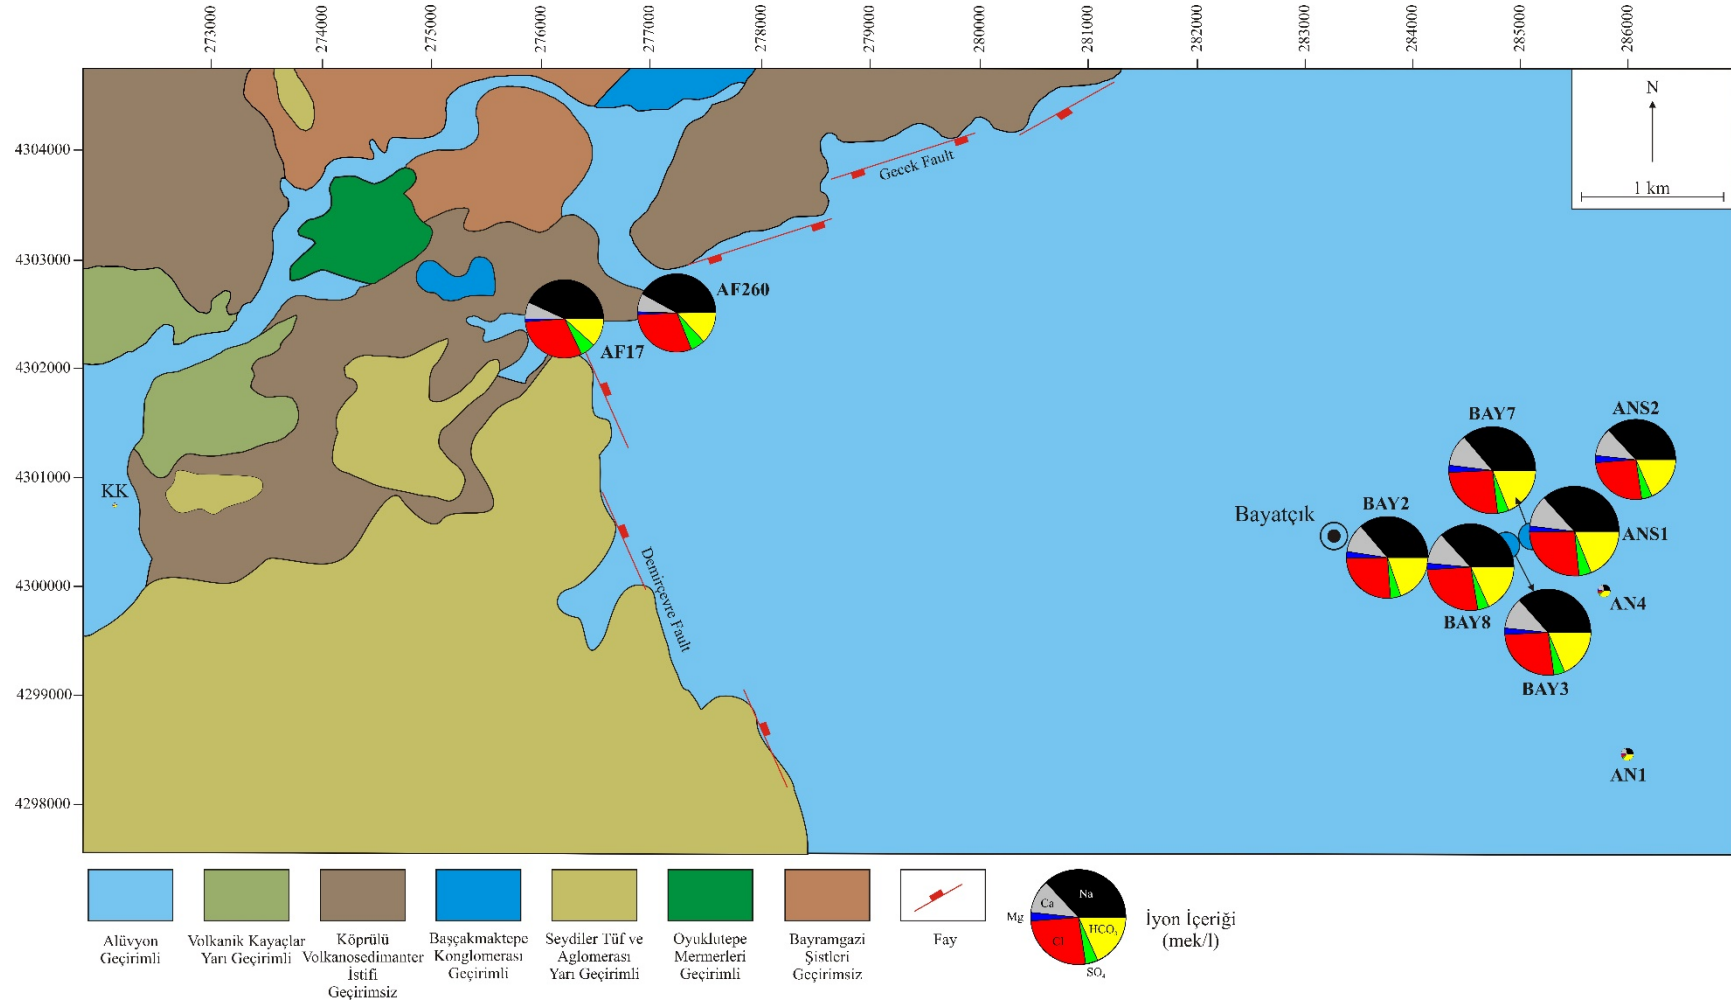 273000
274000
275000
276000
277000
278000
279000
280000
281000
282000
283000
284000
285000
286000
4304000
4303000
4302000
4301000
4300000
4299000
4298000
N
1 km
Gecek Fault
AF260
AF17
Demirçevre Fault
KK
Bayatçık
BAY7
ANS2
BAY2
ANS1
AN4
BAY8
BAY3
AN1
Alüvyon
Geçirimli
Volkanik Kayaçlar
Yarı Geçirimli
Köprülü
Volkanosedimanter
İstifi
Geçirimsiz
Başçakmaktepe
Konglomerası
Geçirimli
Seydiler Tüf ve
Aglomerası
Yarı Geçirimli
Oyuklutepe
Mermerleri
Geçirimli
Bayramgazi
Şistleri
Geçirimsiz
Fay
Na
Ca
Mg
HCO₃
Cl
SO₄
İyon İçeriği
(mek/l)